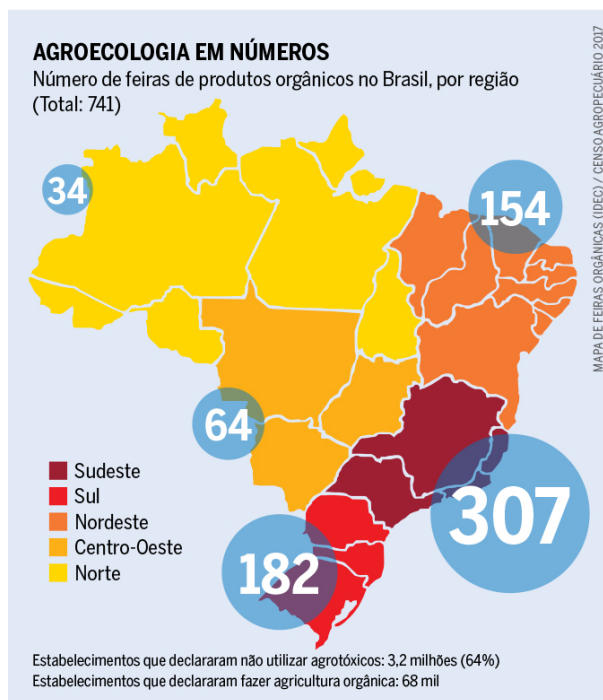 AGROECOLOGIA EM NÚMEROS
Número de feiras de produtos orgânicos no Brasil, por região
(Total: 741)
34
154
64
307
182
Sudeste
Sul
Nordeste
Centro-Oeste
Norte
Estabelecimentos que declararam não utilizar agrotóxicos: 3,2 milhões (64%)
Estabelecimentos que declararam fazer agricultura orgânica: 68 mil
MAPA DE FEIRAS ORGÂNICAS (IDEC) / CENSO AGROPECUÁRIO 2017